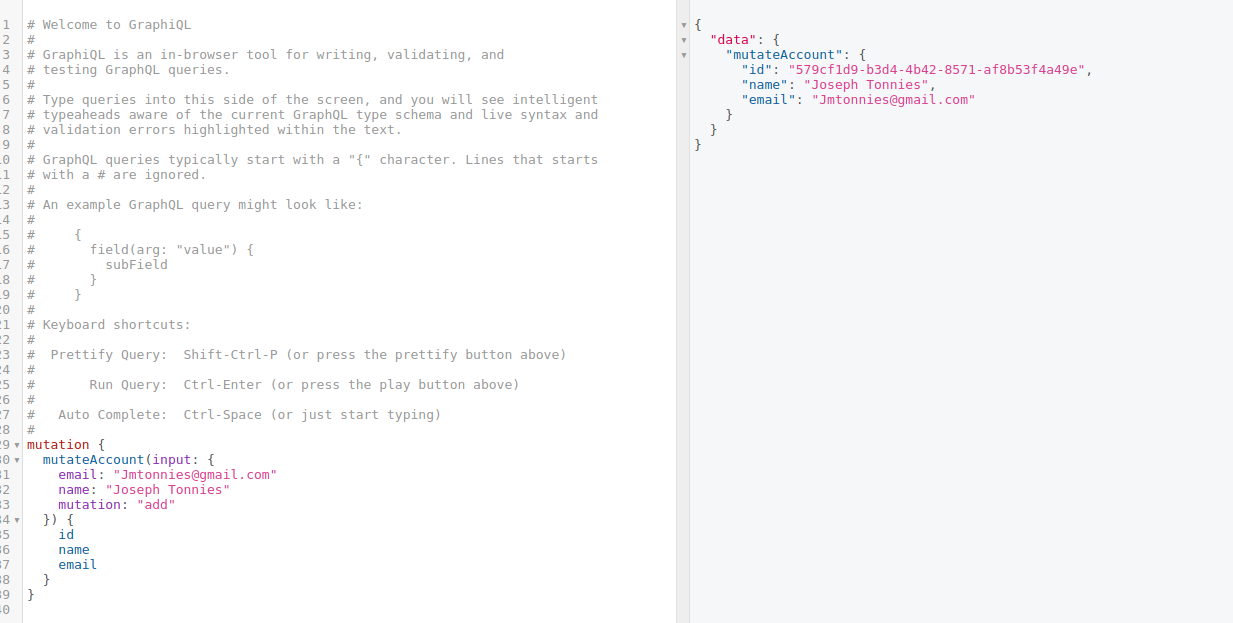 1 # Welcome to GraphiQL
2 #
3 # GraphiQL is an in-browser tool for writing, validating, and
4 # testing GraphQL queries.
5 #
6 # Type queries into this side of the screen, and you will see intelligent
7 # typeaheads aware of the current GraphQL type schema and live syntax and
8 # validation errors highlighted within the text.
9 #
10 # GraphQL queries typically start with a "{" character. Lines that starts
11 # with a # are ignored.
12 #
13 # An example GraphQL query might look like:
14 #
15 #     {
16 #       field(arg: "value") {
17 #         subField
18 #       }
19 #     }
20 #
21 # Keyboard shortcuts:
22 #
23 #  Prettify Query:  Shift-Ctrl-P (or press the prettify button above)
24 #
25 #       Run Query:  Ctrl-Enter (or press the play button above)
26 #
27 #   Auto Complete:  Ctrl-Space (or just start typing)
28 #
29 mutation {
30   mutateAccount(input: {
31     email: "Jmtonnies@gmail.com"
32     name: "Joseph Tonnies"
33     mutation: "add"
34   }) {
35     id
36     name
37     email
38   }
39 }
40
{
  "data": {
    "mutateAccount": {
      "id": "579cf1d9-b3d4-4b42-8571-af8b53f4a49e",
      "name": "Joseph Tonnies",
      "email": "Jmtonnies@gmail.com"
    }
  }
}